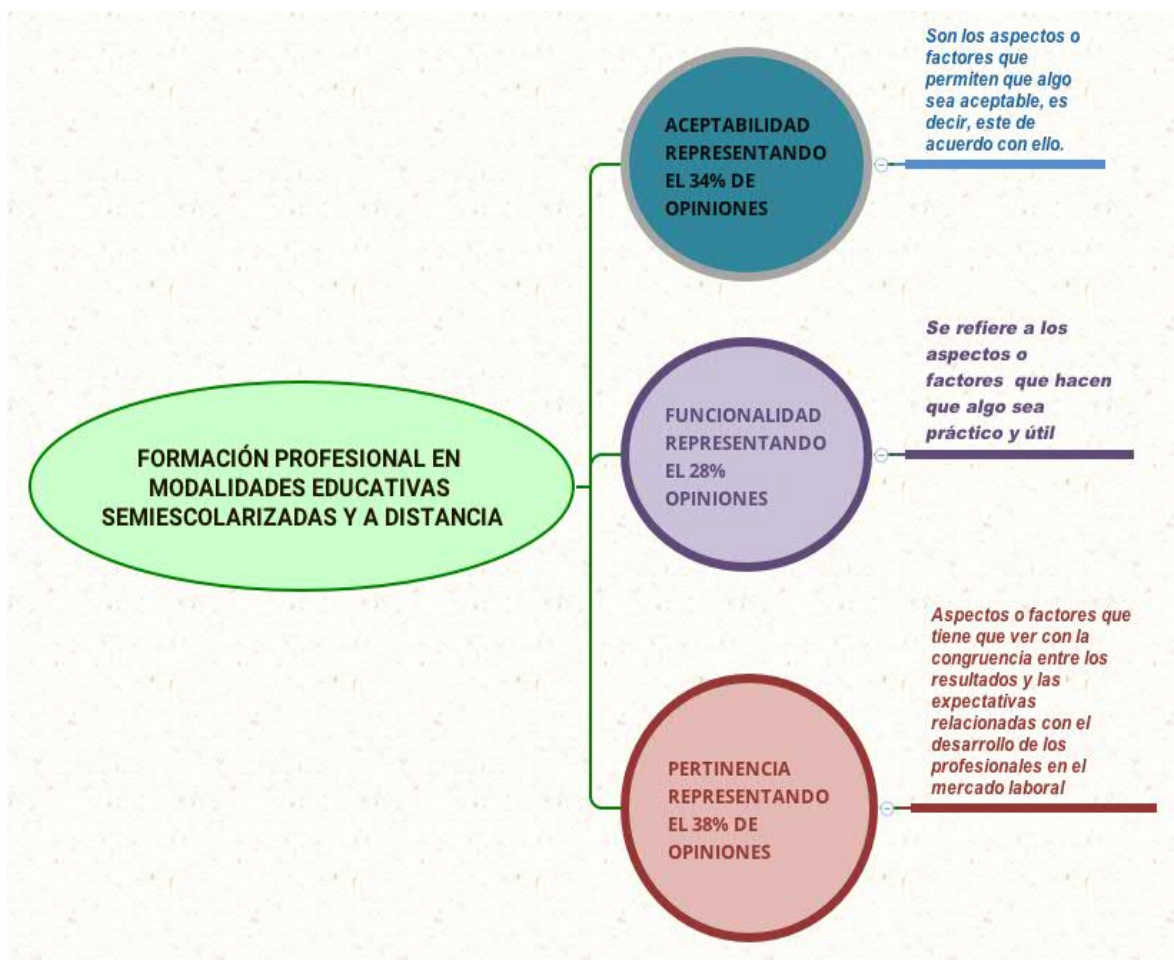 FORMACIÓN PROFESIONAL EN
MODALIDADES EDUCATIVAS
SEMIESCOLARIZADAS Y A DISTANCIA
ACEPTABILIDAD
REPRESENTANDO
EL 34% DE
OPINIONES
Son los aspectos o
factores que
permiten que algo
sea aceptable, es
decir, este de
acuerdo con ello.
FUNCIONALIDAD
REPRESENTANDO
EL 28%
OPINIONES
Se refiere a los
aspectos o
factores que hacen
que algo sea
práctico y útil
PERTINENCIA
REPRESENTANDO
EL 38% DE
OPINIONES
Aspectos o factores que
tiene que ver con la
congruencia entre los
resultados y las
expectativas
relacionadas con el
desarrollo de los
profesionales en el
mercado laboral